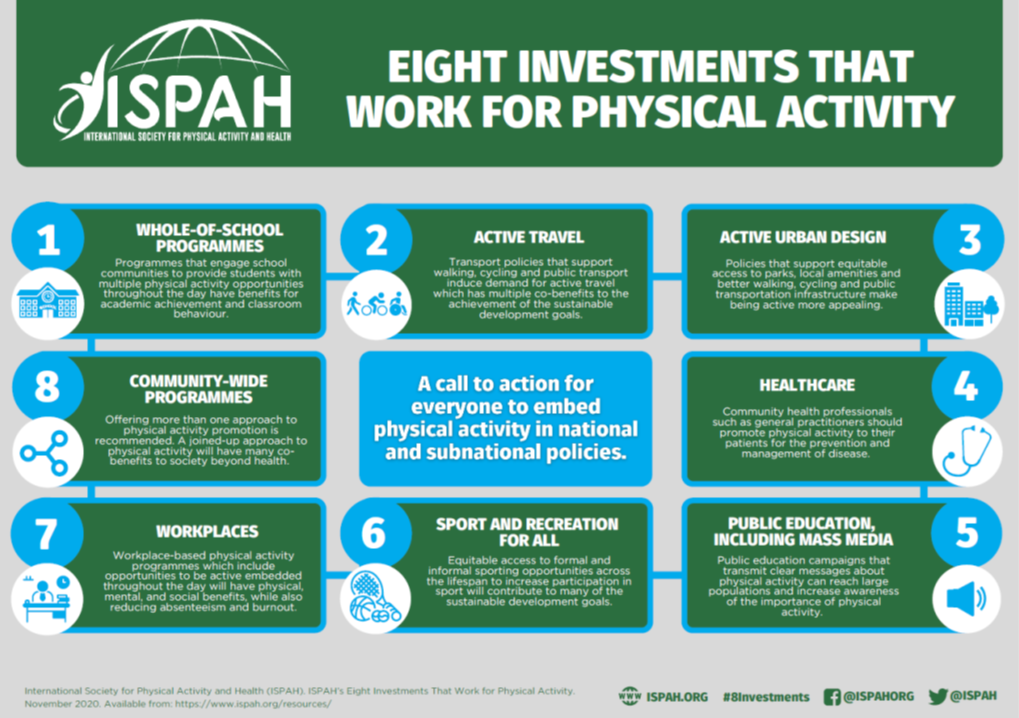 ISPAH
INTERNATIONAL SOCIETY FOR PHYSICAL ACTIVITY AND HEALTH
EIGHT INVESTMENTS THAT
WORK FOR PHYSICAL ACTIVITY
1
WHOLE-OF-SCHOOL
PROGRAMMES
Programmes that engage school
communities to provide students with
multiple physical activity opportunities
throughout the day have benefits for
academic achievement and classroom
behaviour.
2
ACTIVE TRAVEL
Transport policies that support
walking, cycling and public transport
induce demand for active travel
which has multiple co-benefits to the
achievement of the sustainable
development goals.
3
ACTIVE URBAN DESIGN
Policies that support equitable
access to parks, local amenities and
better walking, cycling and public
transportation infrastructure make
being active more appealing.
8
COMMUNITY-WIDE
PROGRAMMES
Offering more than one approach to
physical activity promotion is
recommended. A joined-up approach to
physical activity will have many co-
benefits to society beyond health.
A call to action for
everyone to embed
physical activity in national
and subnational policies.
4
HEALTHCARE
Community health professionals
such as general practitioners should
promote physical activity to their
patients for the prevention and
management of disease.
7
WORKPLACES
Workplace-based physical activity
programmes which include
opportunities to be active embedded
throughout the day will have physical,
mental, and social benefits, while also
reducing absenteeism and burnout.
6
SPORT AND RECREATION
FOR ALL
Equitable access to formal and
informal sporting opportunities across
the lifespan to increase participation in
sport will contribute to many of the
sustainable development goals.
5
PUBLIC EDUCATION,
INCLUDING MASS MEDIA
Public education campaigns that
transmit clear messages about
physical activity can reach large
populations and increase awareness
of the importance of physical
activity.
International Society for Physical Activity and Health (ISPAH). ISPAH's Eight Investments That Work for Physical Activity.
November 2020. Available from: https://www.ispah.org/resources/
www ISPAH.ORG #8Investments @ISPAHORG @ISPAH